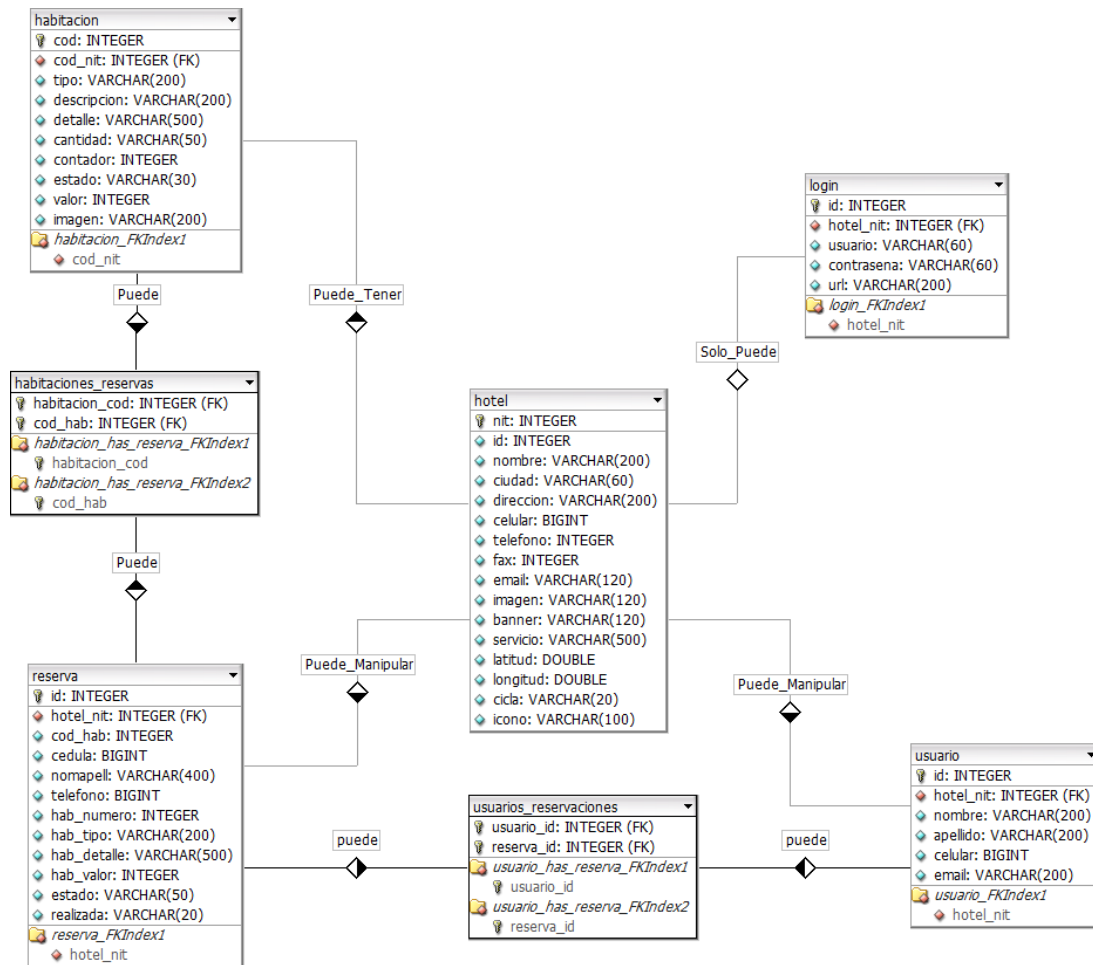 habitacion
cod: INTEGER
cod_nit: INTEGER (FK)
tipo: VARCHAR(200)
descripcion: VARCHAR(200)
detalle: VARCHAR(500)
cantidad: VARCHAR(50)
contador: INTEGER
estado: VARCHAR(30)
valor: INTEGER
imagen: VARCHAR(200)
habitacion_FKIndex1
cod_nit
Puede
Puede_Tener
login
id: INTEGER
hotel_nit: INTEGER (FK)
usuario: VARCHAR(60)
contrasena: VARCHAR(60)
url: VARCHAR(200)
login_FKIndex1
hotel_nit
Solo_Puede
habitaciones_reservas
habitacion_cod: INTEGER (FK)
cod_hab: INTEGER (FK)
habitacion_has_reserva_FKIndex1
habitacion_cod
habitacion_has_reserva_FKIndex2
cod_hab
Puede
hotel
nit: INTEGER
id: INTEGER
nombre: VARCHAR(200)
ciudad: VARCHAR(60)
direccion: VARCHAR(200)
celular: BIGINT
telefono: INTEGER
fax: INTEGER
email: VARCHAR(120)
imagen: VARCHAR(120)
banner: VARCHAR(120)
servicio: VARCHAR(500)
latitud: DOUBLE
longitud: DOUBLE
cicla: VARCHAR(20)
icono: VARCHAR(100)
Puede_Manipular
Puede_Manipular
reserva
id: INTEGER
hotel_nit: INTEGER (FK)
cod_hab: INTEGER
cedula: BIGINT
nomapell: VARCHAR(400)
telefono: BIGINT
hab_numero: INTEGER
hab_tipo: VARCHAR(200)
hab_detalle: VARCHAR(500)
hab_valor: INTEGER
estado: VARCHAR(50)
realizada: VARCHAR(20)
reserva_FKIndex1
hotel_nit
puede
usuarios_reservaciones
usuario_id: INTEGER (FK)
reserva_id: INTEGER (FK)
usuario_has_reserva_FKIndex1
usuario_id
usuario_has_reserva_FKIndex2
reserva_id
puede
usuario
id: INTEGER
hotel_nit: INTEGER (FK)
nombre: VARCHAR(200)
apellido: VARCHAR(200)
celular: BIGINT
email: VARCHAR(200)
usuario_FKIndex1
hotel_nit